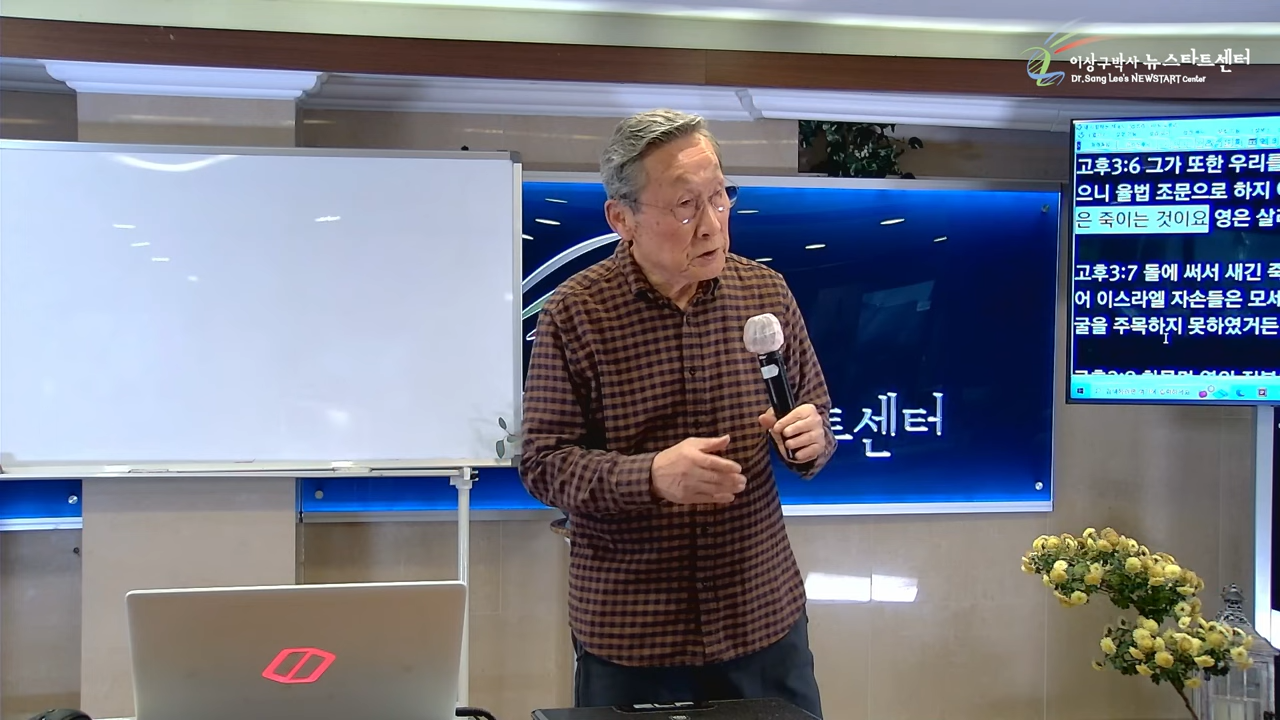 이상구박사 뉴스타트센터
Dr. Sang Lee's NEWSTART Center
고후3:6 그가 또한 우리를
으니 율법 조문으로 하지
은 죽이는 것이요 영은 살
고후3:7 돌에 써서 새긴 죽
어 이스라엘 자손들은 모세
굴을 주목하지 못하였거든
트센터